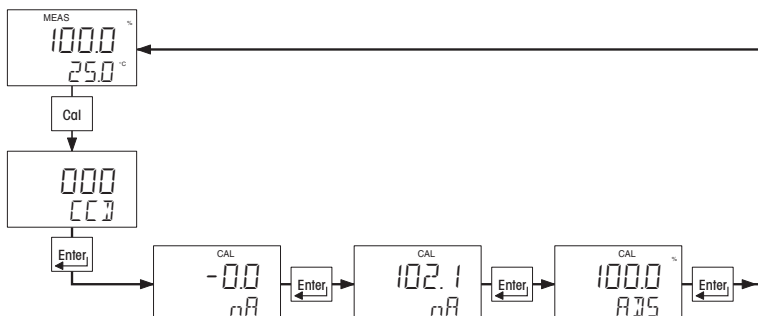 MEAS
%
100.0
25.0 °C
Cal
000
CCD
Enter
CAL
-0.0
nA
Enter
CAL
102.1
nA
Enter
CAL
%
100.0
ADS
Enter